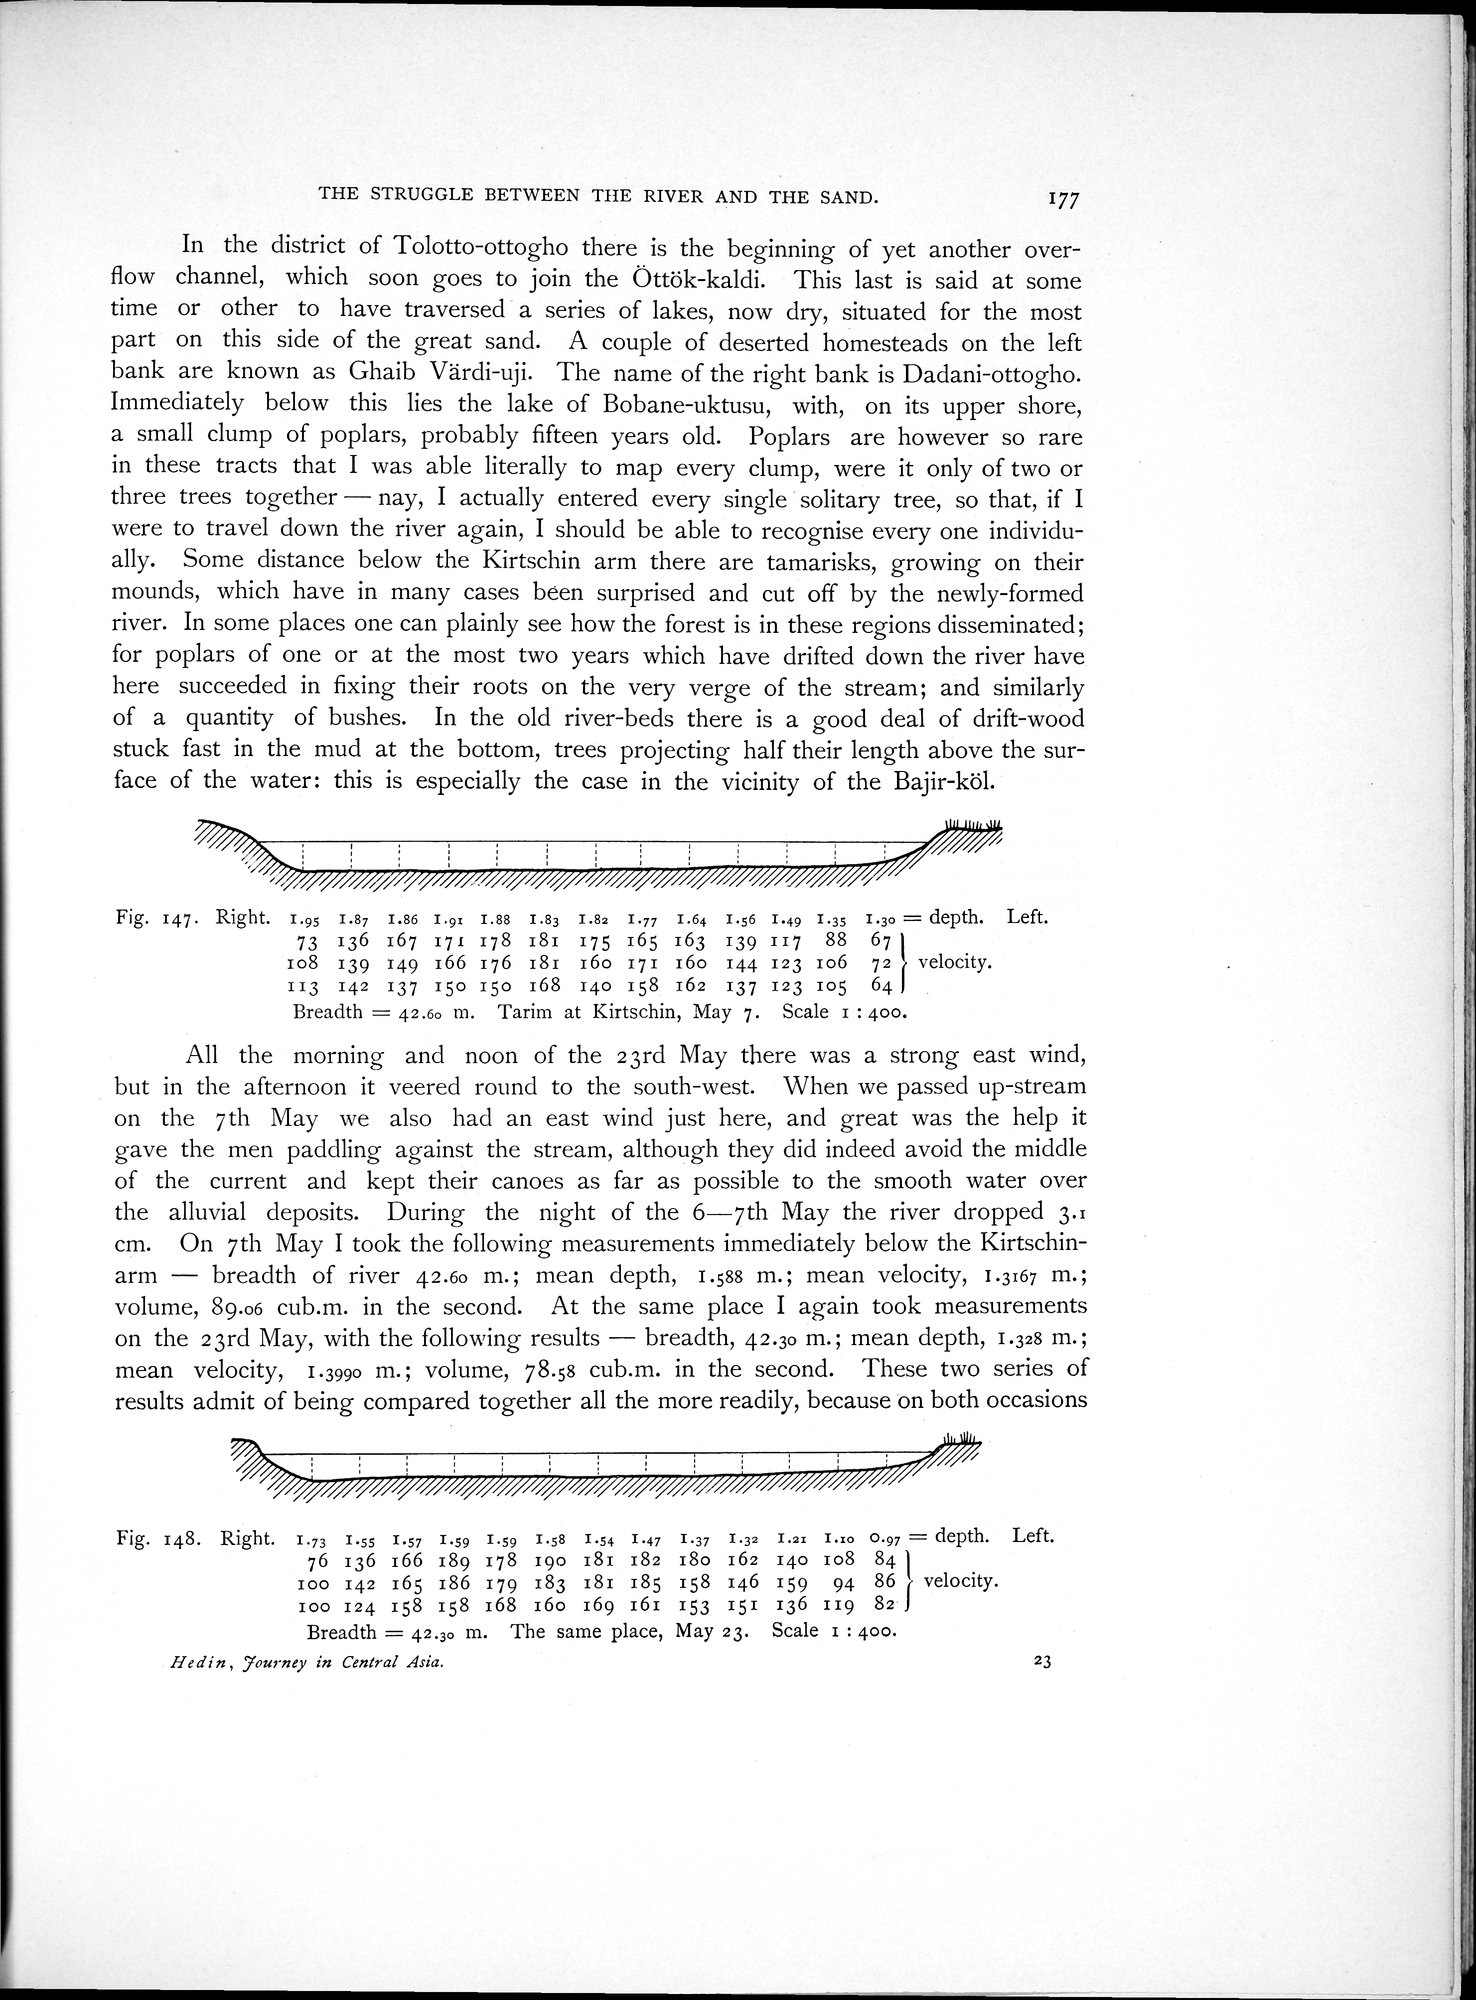 THE STRUGGLE BETWEEN THE RIVER AND THE SAND. 177
In the district of Tolotto-ottogho there is the beginning of yet another over-
flow channel, which soon goes to join the Öttök-kaldi. This last is said at some
time or other to have traversed a series of lakes, now dry, situated for the most
part on this side of the great sand. A couple of deserted homesteads on the left
bank are known as Ghaib Värdi-uji. The name of the right bank is Dadani-ottogho.
Immediately below this lies the lake of Bobane-uktusu, with, on its upper shore,
a small clump of poplars, probably fifteen years old. Poplars are however so rare
in these tracts that I was able literally to map every clump, were it only of two or
three trees together — nay, I actually entered every single solitary tree, so that, if I
were to travel down the river again, I should be able to recognise every one individu-
ally. Some distance below the Kirtschin arm there are tamarisks, growing on their
mounds, which have in many cases been surprised and cut off by the newly-formed
river. In some places one can plainly see how the forest is in these regions disseminated;
for poplars of one or at the most two years which have drifted down the river have
here succeeded in fixing their roots on the very verge of the stream; and similarly
of a quantity of bushes. In the old river-beds there is a good deal of drift-wood
stuck fast in the mud at the bottom, trees projecting half their length above the sur-
face of the water: this is especially the case in the vicinity of the Bajir-köl.
Fig. 147. Right. 1.95 1.87 1.86 1.91 1.88 1.83 1.82 1.77 1.64 1.56 1.49 1.35 1.30 = depth. Left.
73 136 167 171 178 181 175 165 163 139 117 88 67
108 139 149 166 176 181 160 171 160 144 123 106 72 } velocity.
113 142 137 150 150 168 140 158 162 137 123 105 64
Breadth = 42.60 m. Tarim at Kirtschin, May 7. Scale 1 : 400.
All the morning and noon of the 23rd May there was a strong east wind,
but in the afternoon it veered round to the south-west. When we passed up-stream
on the 7th May we also had an east wind just here, and great was the help it
gave the men paddling against the stream, although they did indeed avoid the middle
of the current and kept their canoes as far as possible to the smooth water over
the alluvial deposits. During the night of the 6—7th May the river dropped 3.1
cm. On 7th May I took the following measurements immediately below the Kirtschin-
arm — breadth of river 42.60 m.; mean depth, 1.588 m.; mean velocity, 1.3167 m.;
volume, 89.06 cub.m. in the second. At the same place I again took measurements
on the 23rd May, with the following results — breadth, 42.30 m.; mean depth, 1.328 m.;
mean velocity, 1.3990 m.; volume, 78.58 cub.m. in the second. These two series of
results admit of being compared together all the more readily, because on both occasions
Fig. 148. Right. 1.73 1.55 1.57 1.59 1.59 1.58 1.54 1.47 1.37 1.32 1.21 1.10 0.97 = depth. Left.
76 136 166 189 178 190 181 182 180 162 140 108 84
100 142 165 186 179 183 181 185 158 146 159 94 86 } velocity.
100 124 158 158 168 160 169 161 153 151 136 119 82
Breadth = 42.30 m. The same place, May 23. Scale 1 : 400.
Hedin, Journey in Central Asia. 23